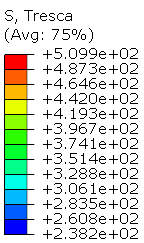 S, Tresca
(Avg: 75%)
+5.099e+02
+4.873e+02
+4.646e+02
+4.420e+02
+4.193e+02
+3.967e+02
+3.741e+02
+3.514e+02
+3.288e+02
+3.061e+02
+2.835e+02
+2.608e+02
+2.382e+02